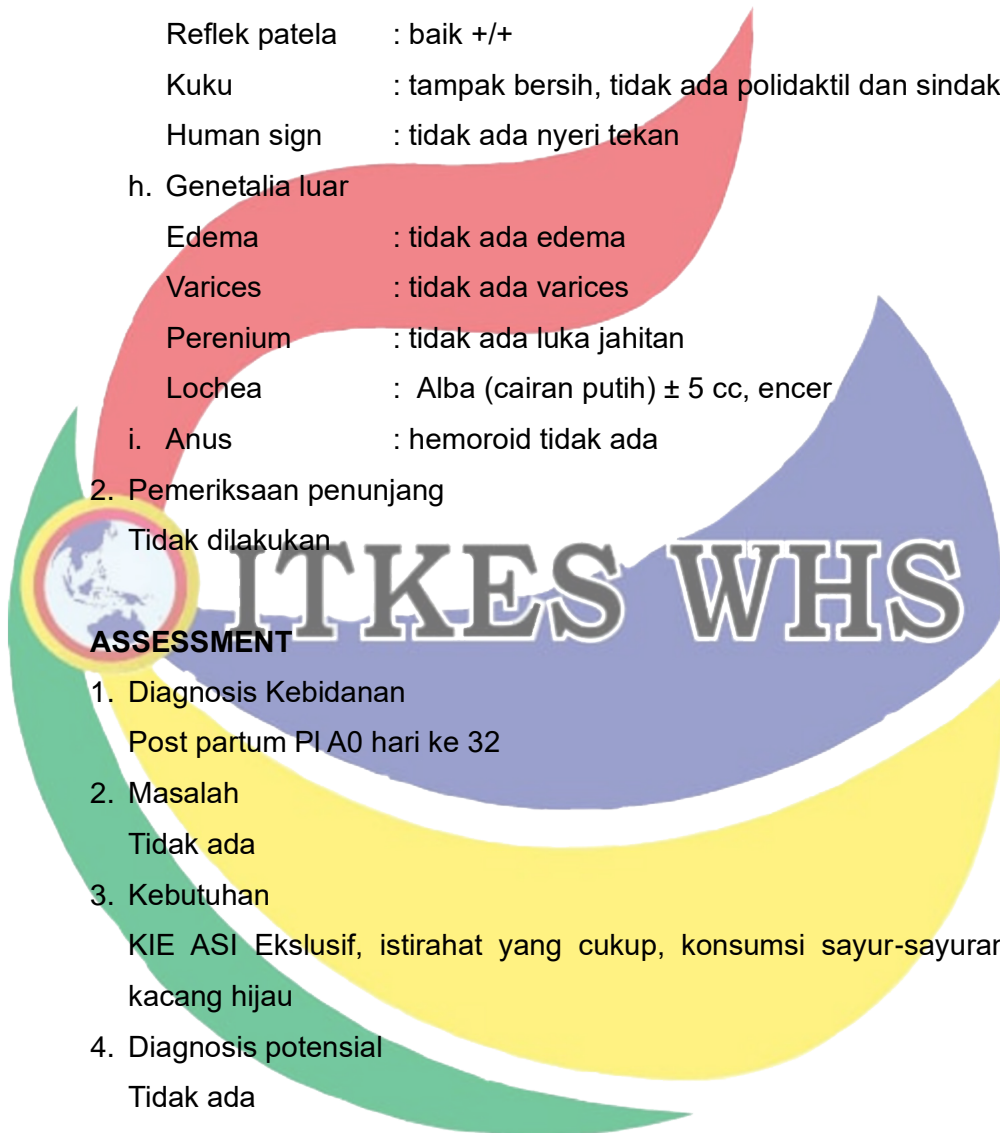 Reflek patela : baik +/+
Kuku : tampak bersih, tidak ada polidaktil dan sindak
Human sign : tidak ada nyeri tekan
h. Genetalia luar
Edema : tidak ada edema
Varices : tidak ada varices
Perenium : tidak ada luka jahitan
Lochea : Alba (cairan putih) ± 5 cc, encer
i. Anus : hemoroid tidak ada
2. Pemeriksaan penunjang
Tidak dilakukan
ITKES WHS
ASSESSMENT
1. Diagnosis Kebidanan
Post partum PI A0 hari ke 32
2. Masalah
Tidak ada
3. Kebutuhan
KIE ASI Ekslusif, istirahat yang cukup, konsumsi sayur-sayuran
kacang hijau
4. Diagnosis potensial
Tidak ada